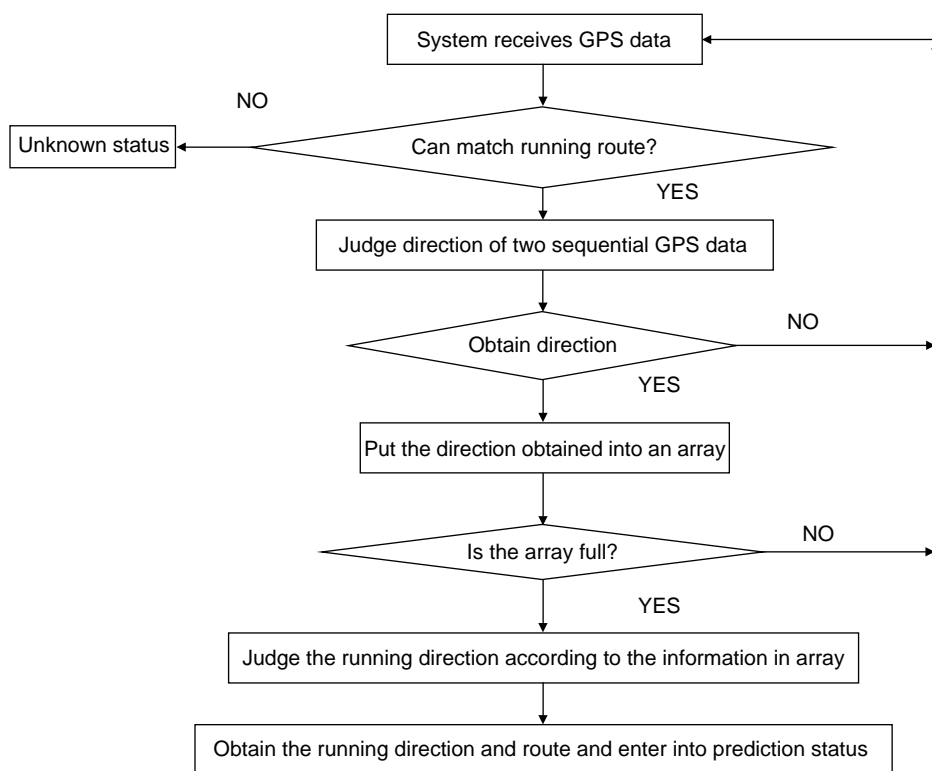 System receives GPS data
NO
Unknown status
Can match running route?
YES
Judge direction of two sequential GPS data
NO
Obtain direction
YES
Put the direction obtained into an array
NO
Is the array full?
YES
Judge the running direction according to the information in array
Obtain the running direction and route and enter into prediction status